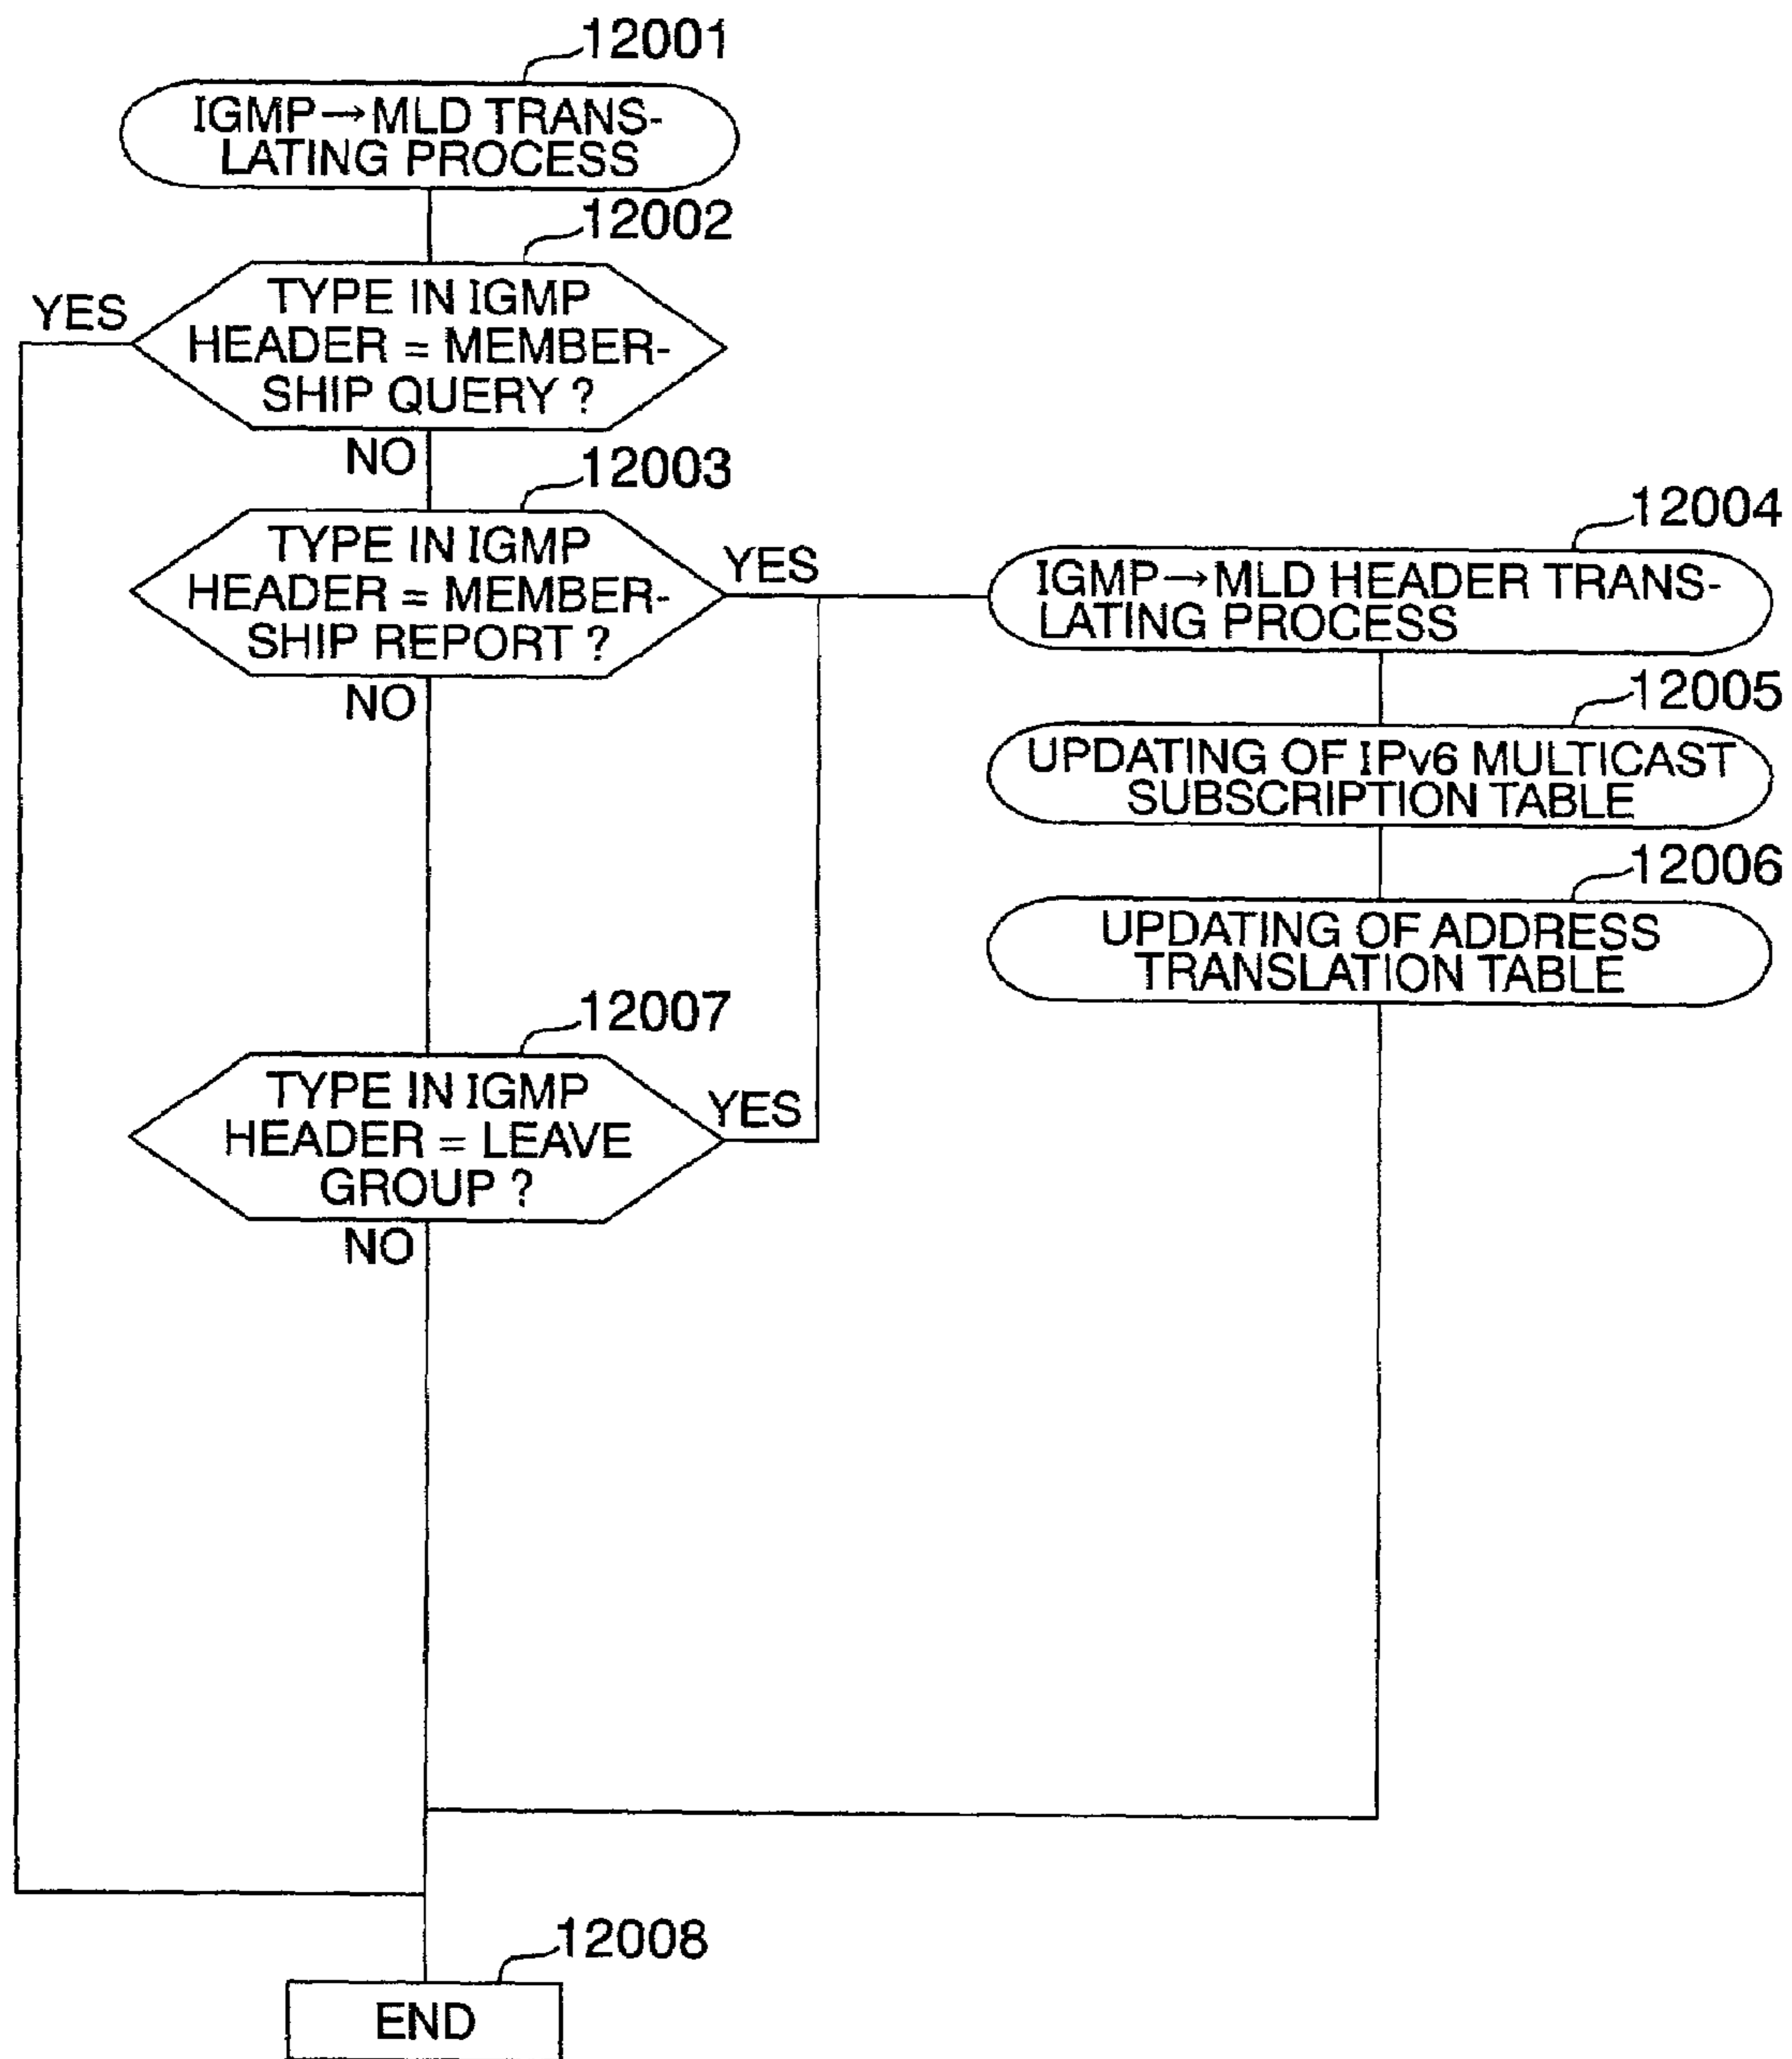 12001
IGMP→MLD TRANS-
LATING PROCESS
12002
YES
TYPE IN IGMP
HEADER = MEMBER-
SHIP QUERY ?
NO
12003
TYPE IN IGMP
HEADER = MEMBER-
SHIP REPORT ?
YES
NO
12004
IGMP→MLD HEADER TRANS-
LATING PROCESS
12005
UPDATING OF IPv6 MULTICAST
SUBSCRIPTION TABLE
12006
UPDATING OF ADDRESS
TRANSLATION TABLE
12007
TYPE IN IGMP
HEADER = LEAVE
GROUP ?
YES
NO
12008
END